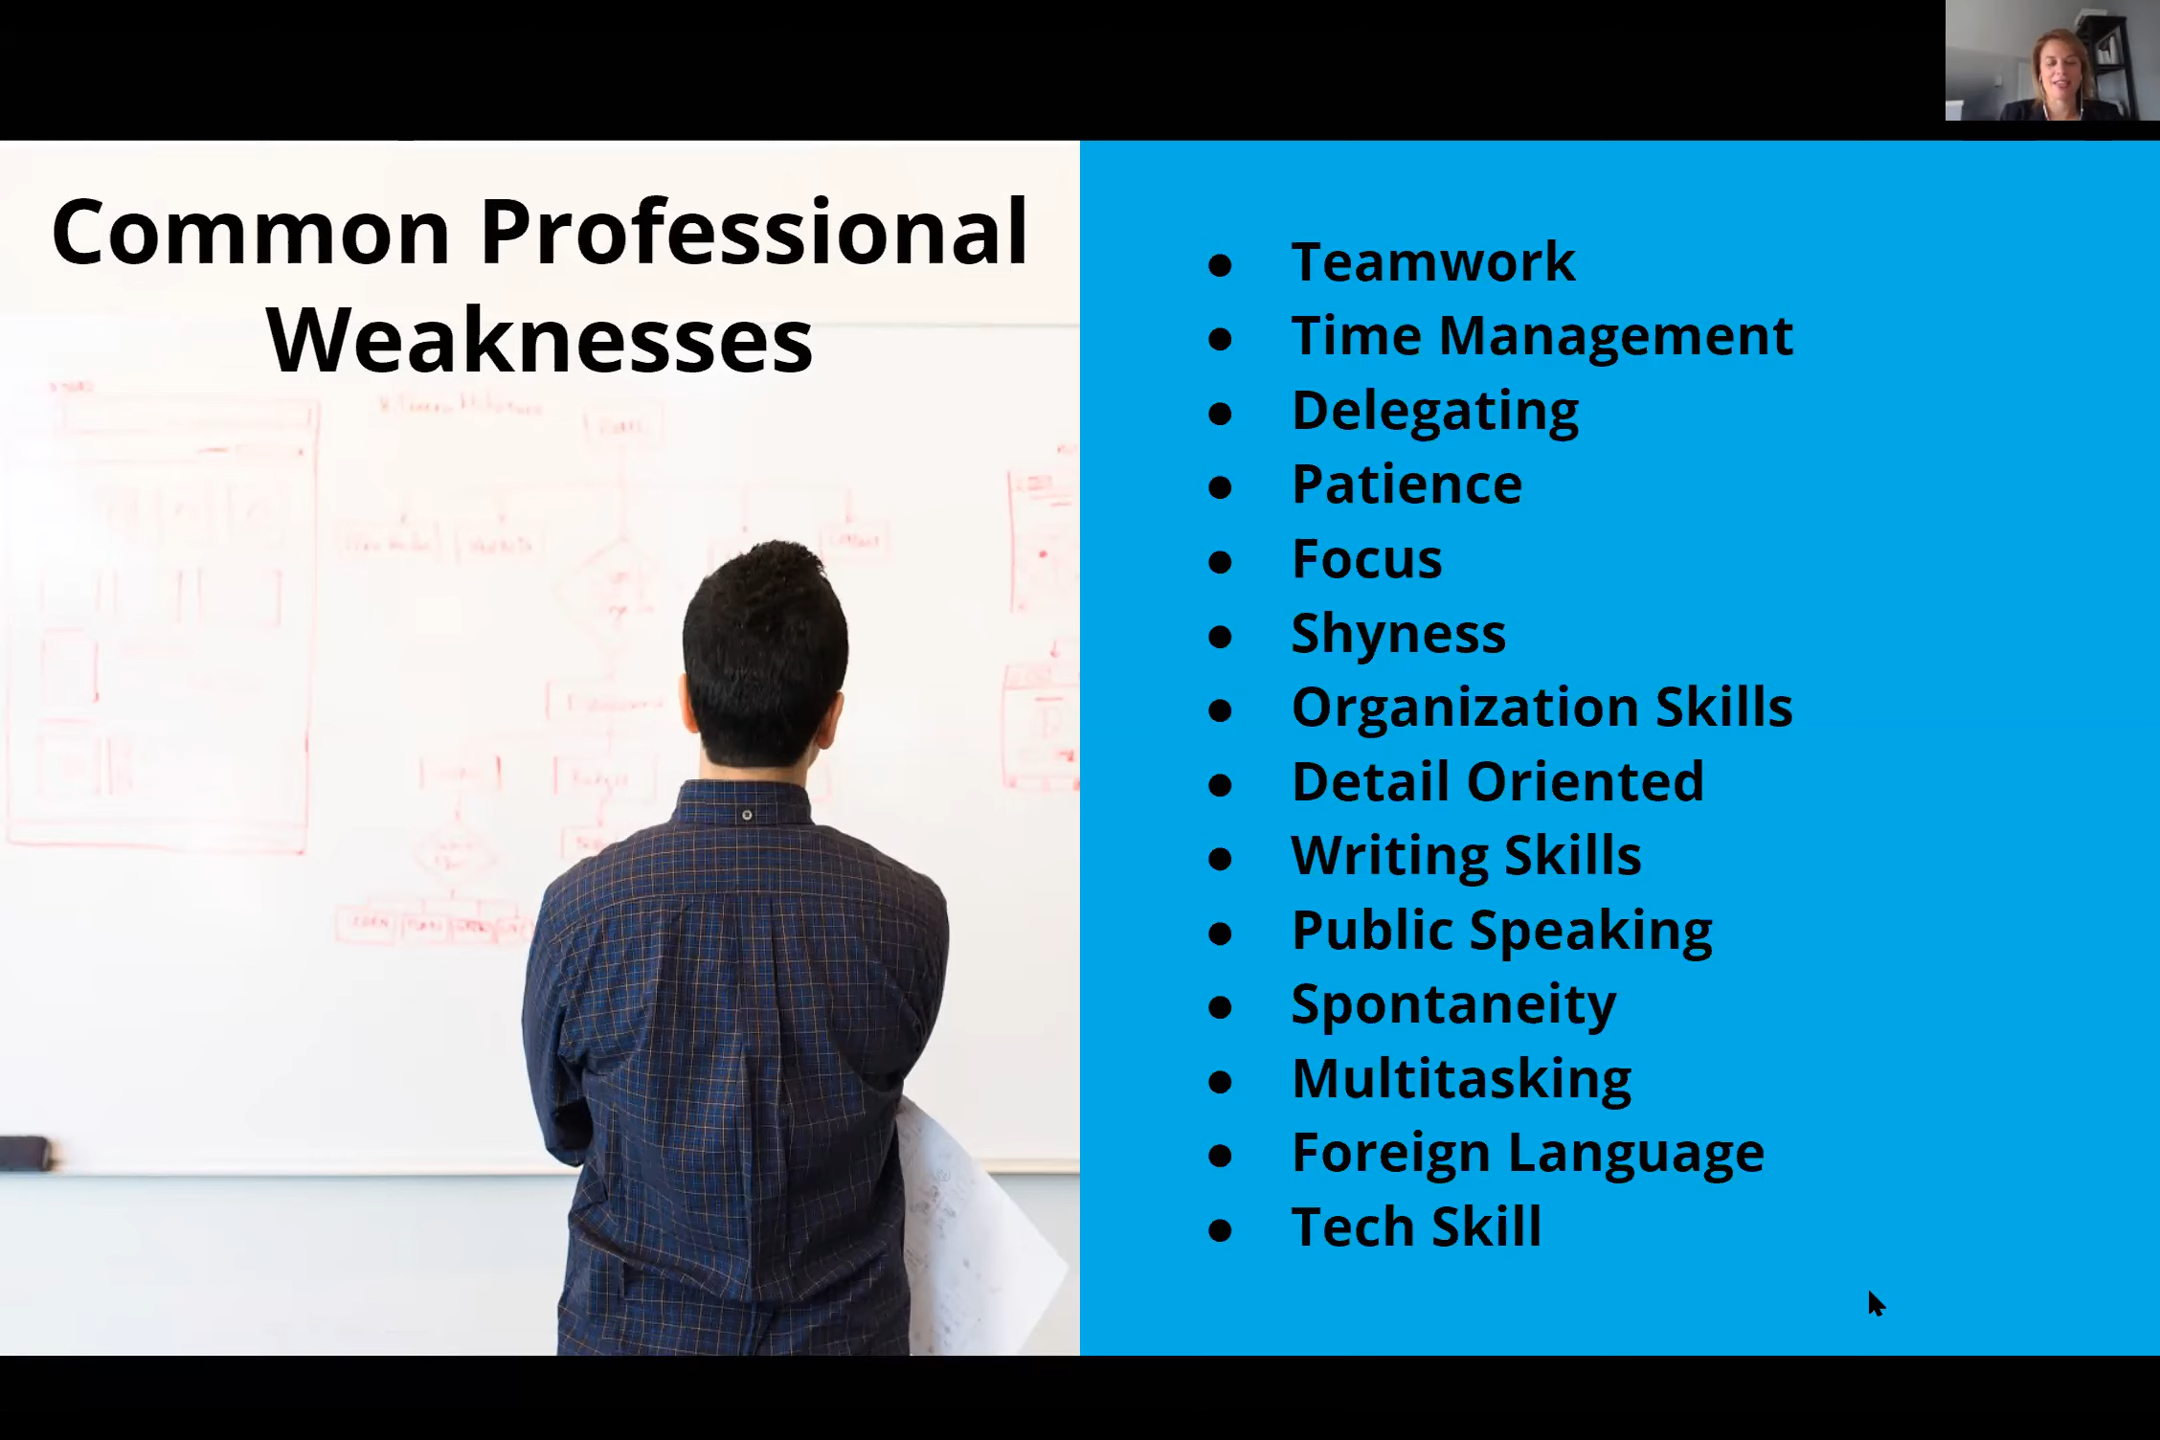 Common Professional
Weaknesses
● Teamwork
● Time Management
● Delegating
● Patience
● Focus
● Shyness
● Organization Skills
● Detail Oriented
● Writing Skills
● Public Speaking
● Spontaneity
● Multitasking
● Foreign Language
● Tech Skill